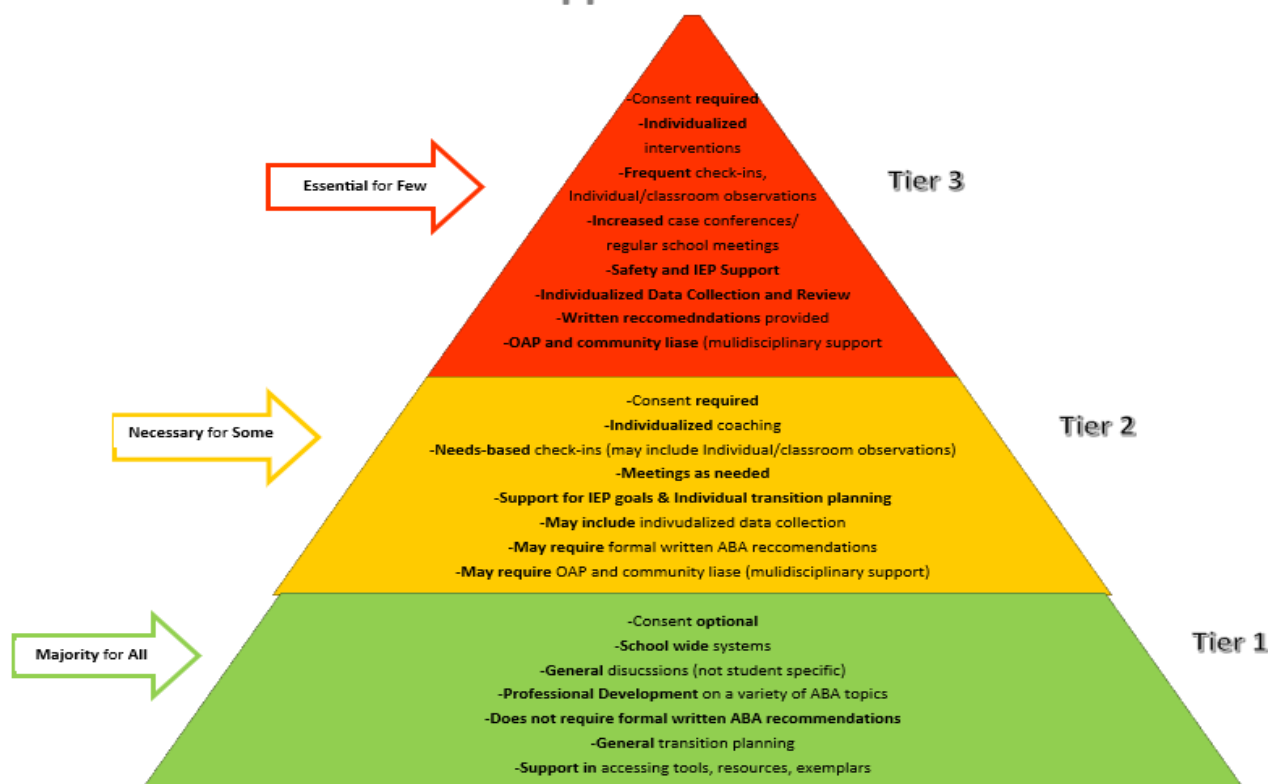 -Consent required
-Individualized
interventions
-Frequent check-ins,
Individual/classroom observations
-Increased case conferences/
regular school meetings
-Safety and IEP Support
-Individualized Data Collection and Review
-Written reccomedndations provided
-OAP and community liase (mulidisciplinary support
Essential for Few
Tier 3
-Consent required
-Individualized coaching
-Needs-based check-ins (may include Individual/classroom observations)
-Meetings as needed
-Support for IEP goals & Individual transition planning
-May include indivudalized data collection
-May require formal written ABA reccomendations
-May require OAP and community liase (mulidisciplinary support)
Necessary for Some
Tier 2
-Consent optional
-School wide systems
-General disucssions (not student specific)
-Professional Development on a variety of ABA topics
-Does not require formal written ABA recommendations
-General transition planning
-Support in accessing tools, resources, exemplars
Majority for All
Tier 1